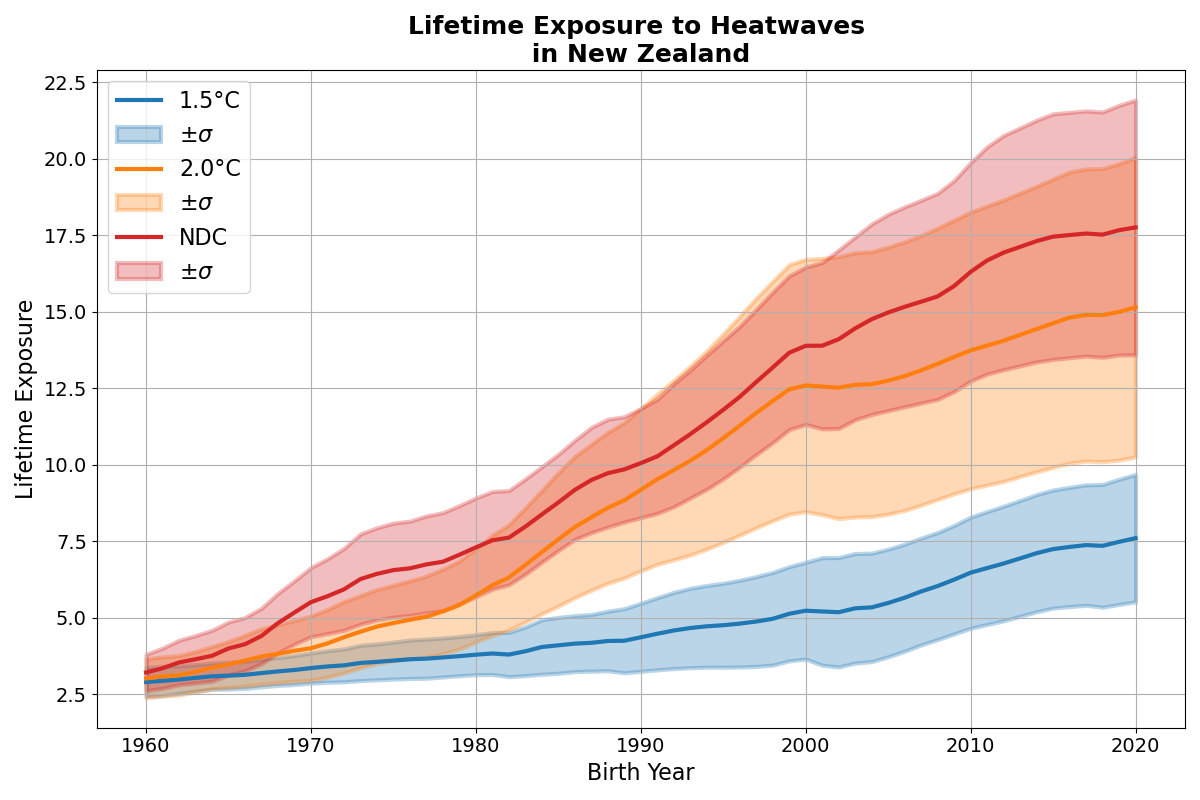 Lifetime Exposure to Heatwaves
in New Zealand
22.5
20.0
17.5
15.0
12.5
10.0
7.5
5.0
2.5
Lifetime Exposure
1.5°C
±σ
2.0°C
±σ
NDC
±σ
1960
1970
1980
1990
2000
2010
2020
Birth Year